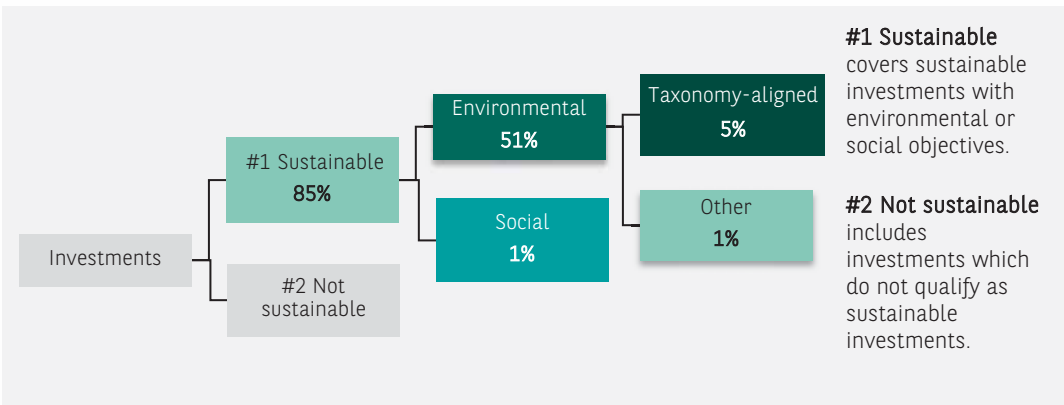 Investments
#1 Sustainable
85%
#2 Not
sustainable
Environmental
51%
Social
1%
Taxonomy-aligned
5%
Other
1%
#1 Sustainable
covers sustainable
investments with
environmental or
social objectives.
#2 Not sustainable
includes
investments which
do not qualify as
sustainable
investments.